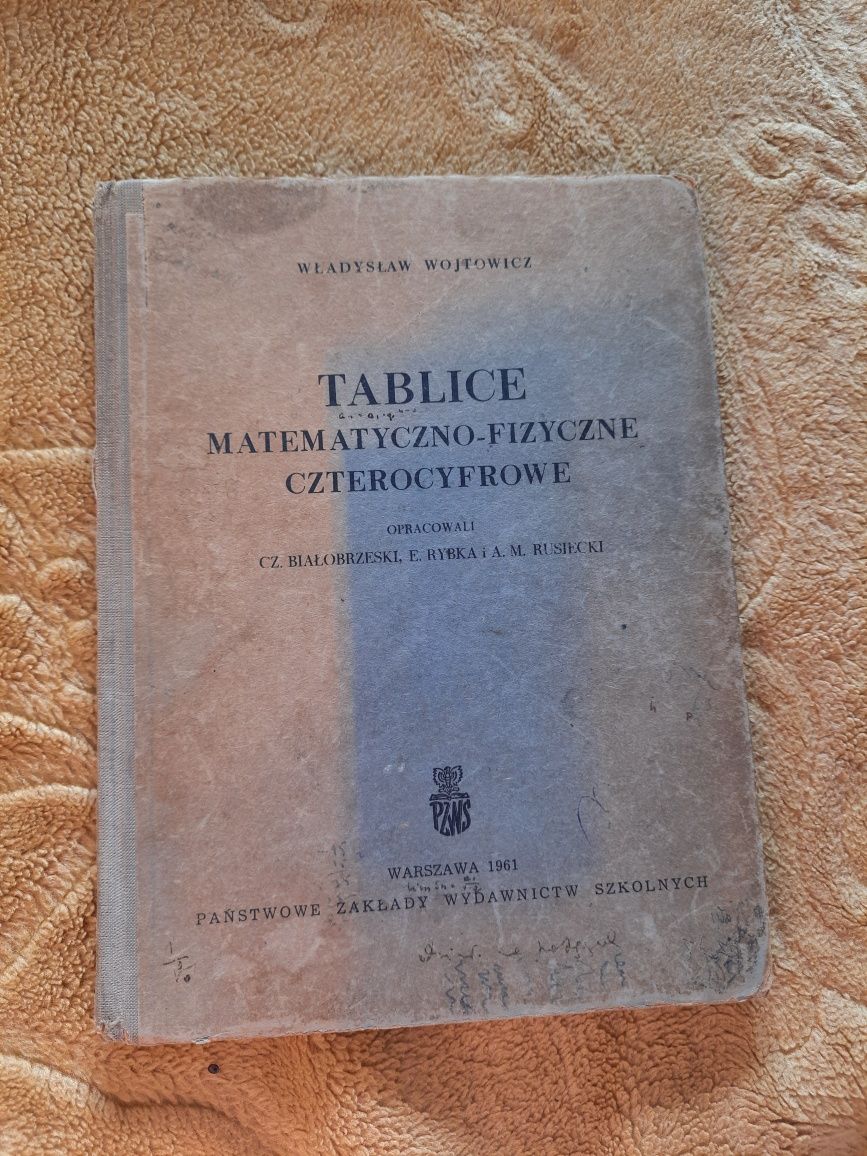 WŁADYSŁAW WOJTOWICZ
TABLICE
MATEMATYCZNO-FIZYCZNE
CZTEROCYFROWE
OPRACOWALI
CZ. BIAŁOBRZESKI, E. RYBKA i A. M. RUSIECKI
PZWS
WARSZAWA 1961
PAŃSTWOWE ZAKŁADY WYDAWNICTW SZKOLNYCH